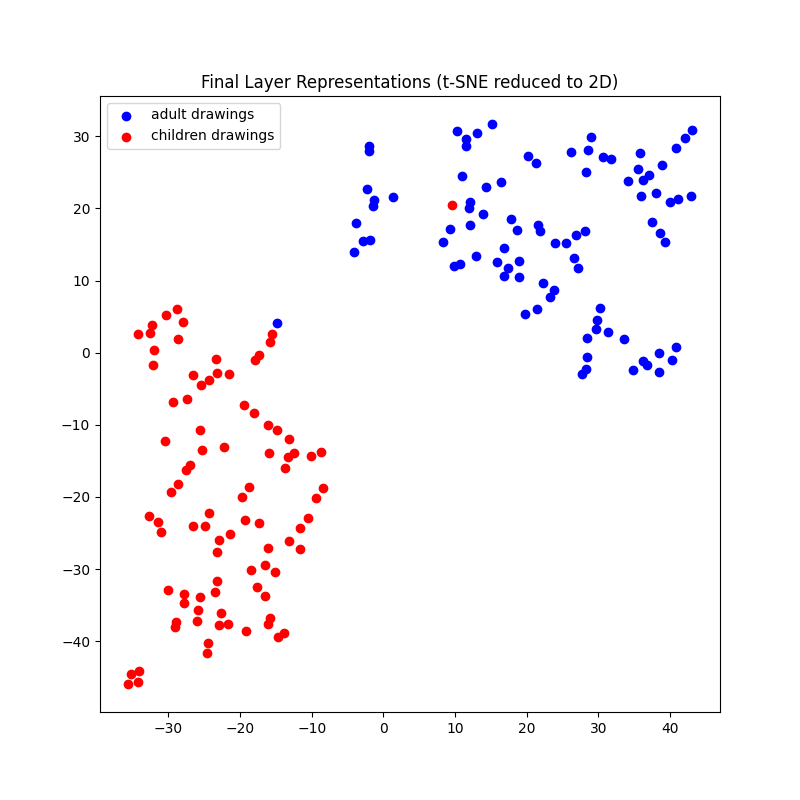 Final Layer Representations (t-SNE reduced to 2D)
adult drawings
children drawings
30
20
10
0
−10
−20
−30
−40
−30 −20 −10 0 10 20 30 40